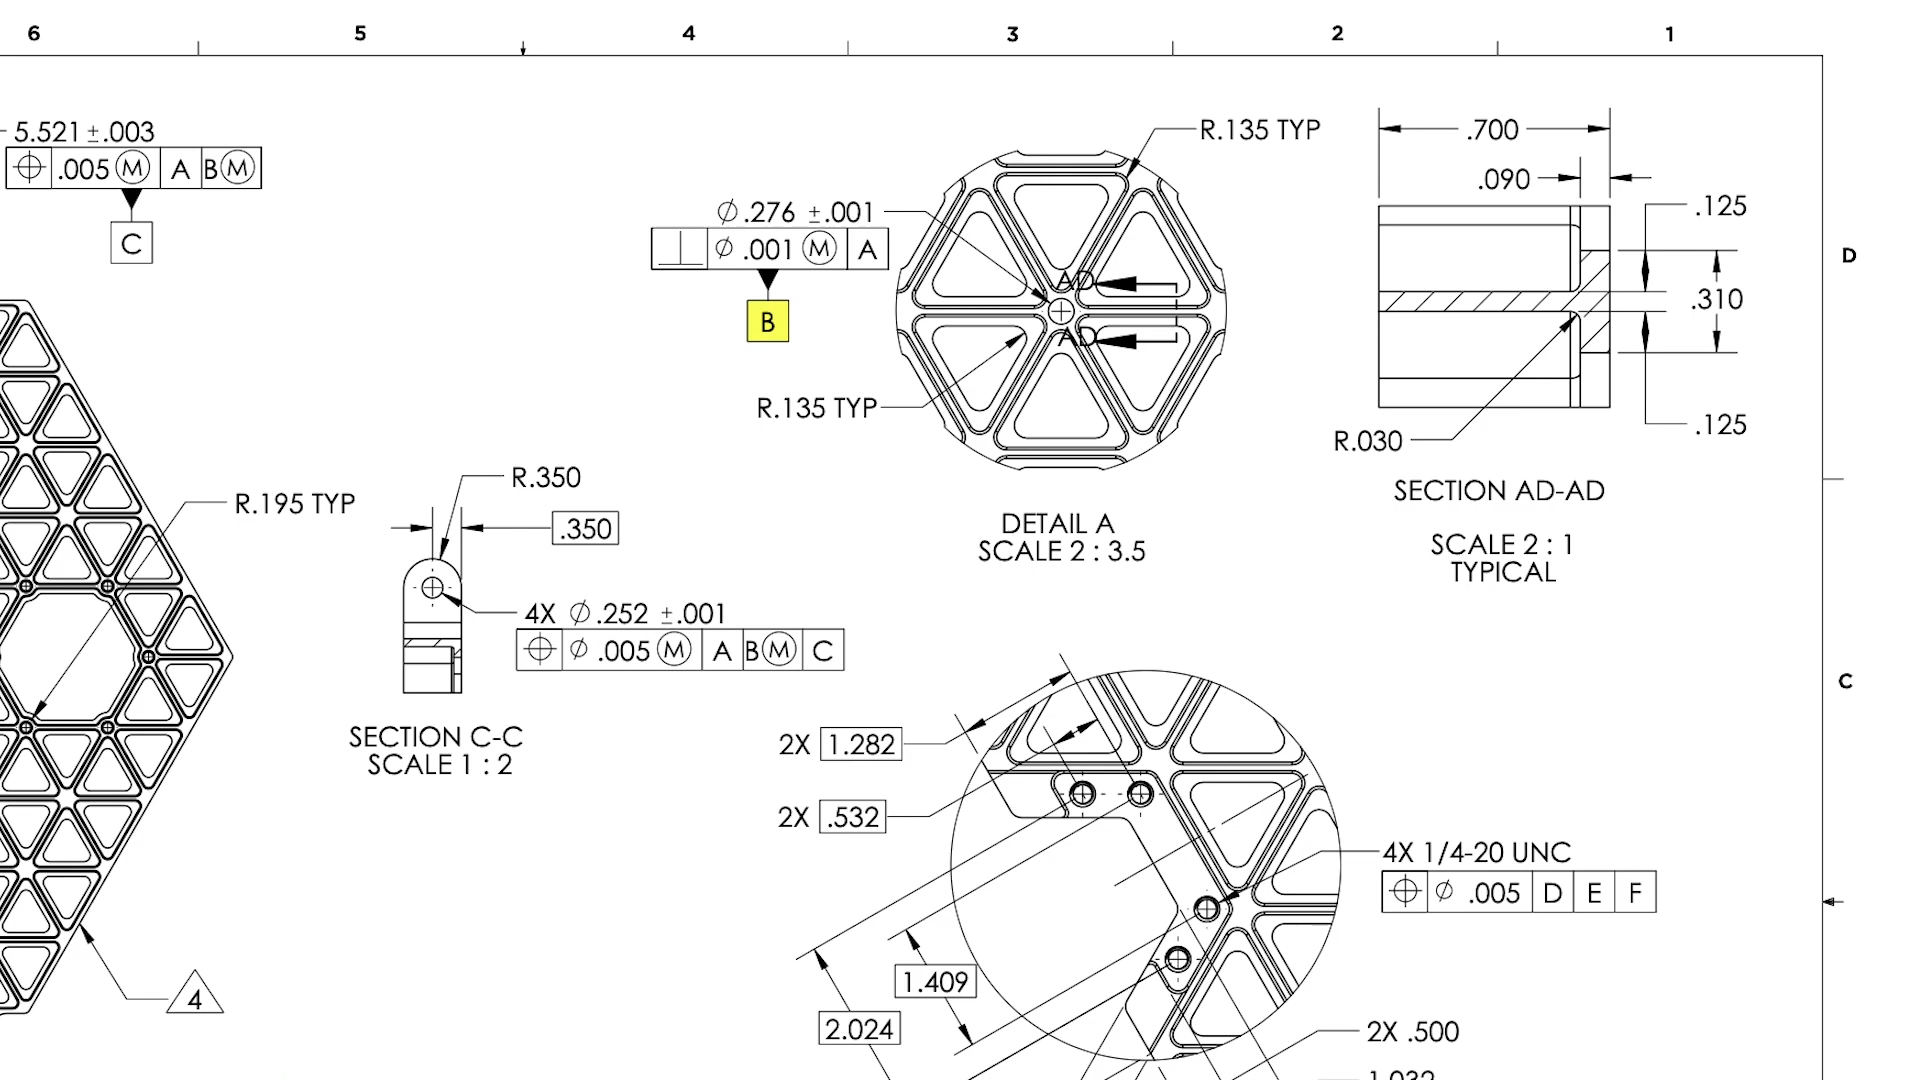 6 5 4 3 2 1
5.521 ±.003
.005 Ⓜ A BⓂ
C
R.135 TYP
∅.276 ±.001
⊥ ∅ .001 Ⓜ A
B
AD
AD
R.135 TYP
DETAIL A
SCALE 2 : 3.5
.700
.090
.125
.310
.125
R.030
SECTION AD-AD
SCALE 2 : 1
TYPICAL
D
R.195 TYP
R.350
.350
4X ∅ .252 ±.001
⌖ ∅ .005 Ⓜ A BⓂ C
SECTION C-C
SCALE 1 : 2
C
2X 1.282
2X .532
4X 1/4-20 UNC
⌖ ∅ .005 D E F
1.409
2.024
4
2X .500